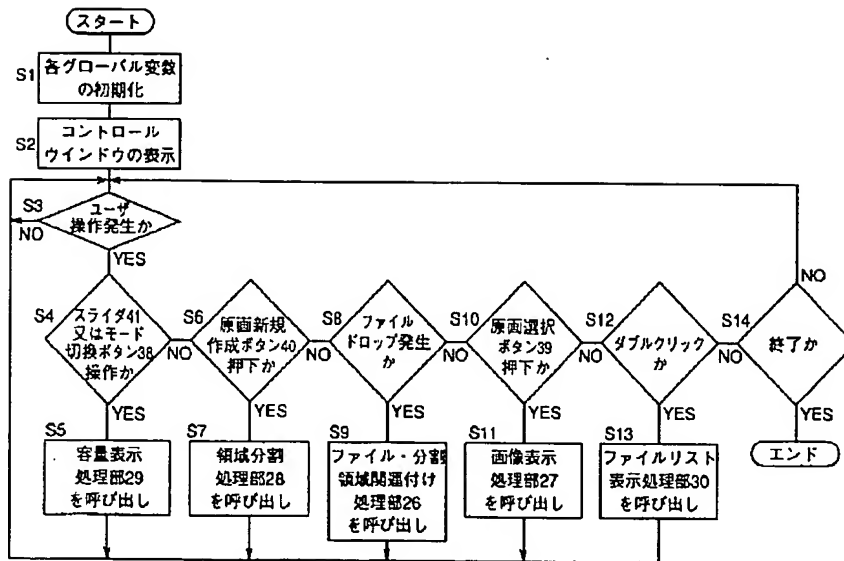 スタート
S1
各グローバル変数
の初期化
S2
コントロール
ウインドウの表示
S3
ユーザ
操作発生か
NO
YES
S4
スライダ41
又はモード
切換ボタン38
操作か
NO
YES
S5
容量表示
処理部29
を呼び出し
S6
原画新規
作成ボタン40
押下か
NO
YES
S7
領域分割
処理部28
を呼び出し
S8
ファイル
ドロップ発生
か
NO
YES
S9
ファイル・分割
領域関連付け
処理部26
を呼び出し
S10
原画選択
ボタン39
押下か
NO
YES
S11
画像表示
処理部27
を呼び出し
S12
ダブルクリック
か
NO
YES
S13
ファイルリスト
表示処理部30
を呼び出し
S14
終了か
NO
YES
エンド